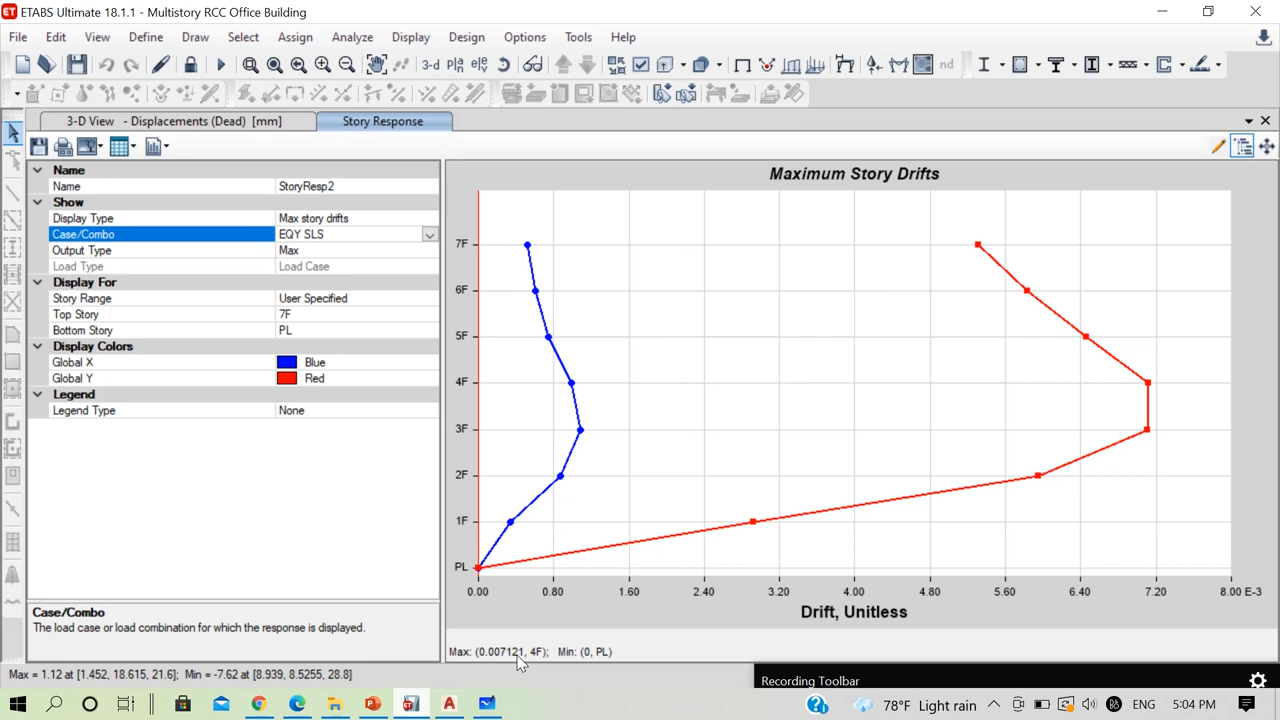 ETABS Ultimate 18.1.1 - Multistory RCC Office Building
File Edit View Define Draw Select Assign Analyze Display Design Options Tools Help
3-d nd
3-D View - Displacements (Dead) [mm] Story Response
Name
Name StoryResp2
Show
Display Type Max story drifts
Case/Combo EQY SLS
Output Type Max
Load Type Load Case
Display For
Story Range User Specified
Top Story 7F
Bottom Story PL
Display Colors
Global X Blue
Global Y Red
Legend
Legend Type None
Case/Combo
The load case or load combination for which the response is displayed.
Maximum Story Drifts
7F
6F
5F
4F
3F
2F
1F
PL
0.00 0.80 1.60 2.40 3.20 4.00 4.80 5.60 6.40 7.20 8.00 E-3
Drift, Unitless
Max: (0.007121, 4F); Min: (0, PL)
Max = 1.12 at [1.452, 18.615, 21.6]; Min = -7.62 at [8.939, 8.5255, 28.8]
Recording Toolbar
78°F Light rain ENG 5:04 PM